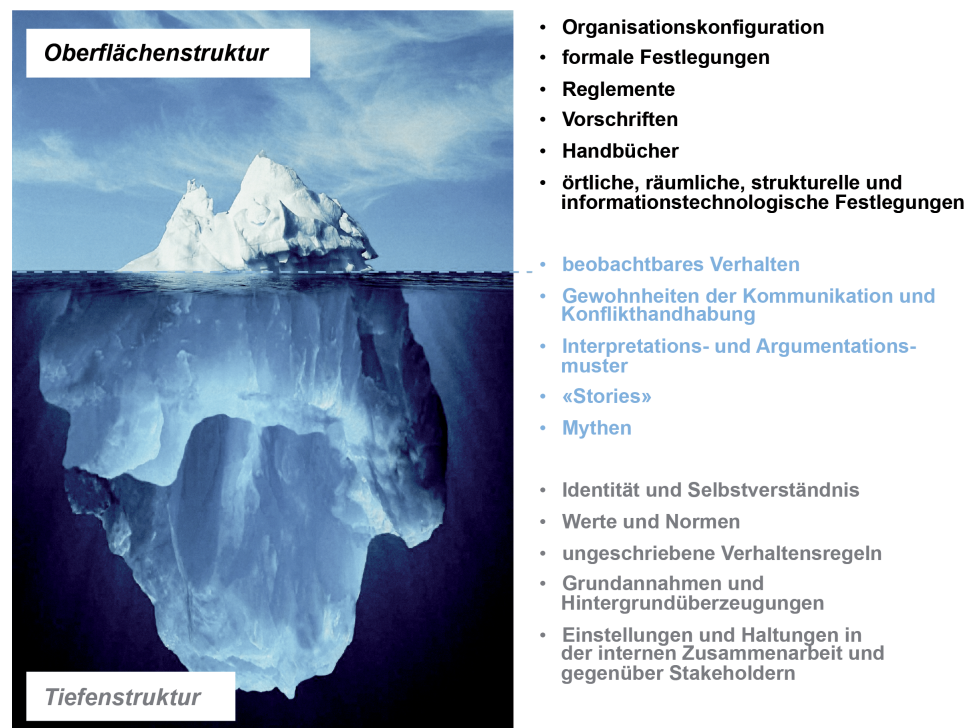 Oberflächenstruktur
• Organisationskonfiguration
• formale Festlegungen
• Reglemente
• Vorschriften
• Handbücher
• örtliche, räumliche, strukturelle und
informationstechnologische Festlegungen
• beobachtbares Verhalten
• Gewohnheiten der Kommunikation und
Konflikthandhabung
• Interpretations- und Argumentations-
muster
• «Stories»
• Mythen
• Identität und Selbstverständnis
• Werte und Normen
• ungeschriebene Verhaltensregeln
• Grundannahmen und
Hintergrundüberzeugungen
• Einstellungen und Haltungen in
der internen Zusammenarbeit und
gegenüber Stakeholdern
Tiefenstruktur